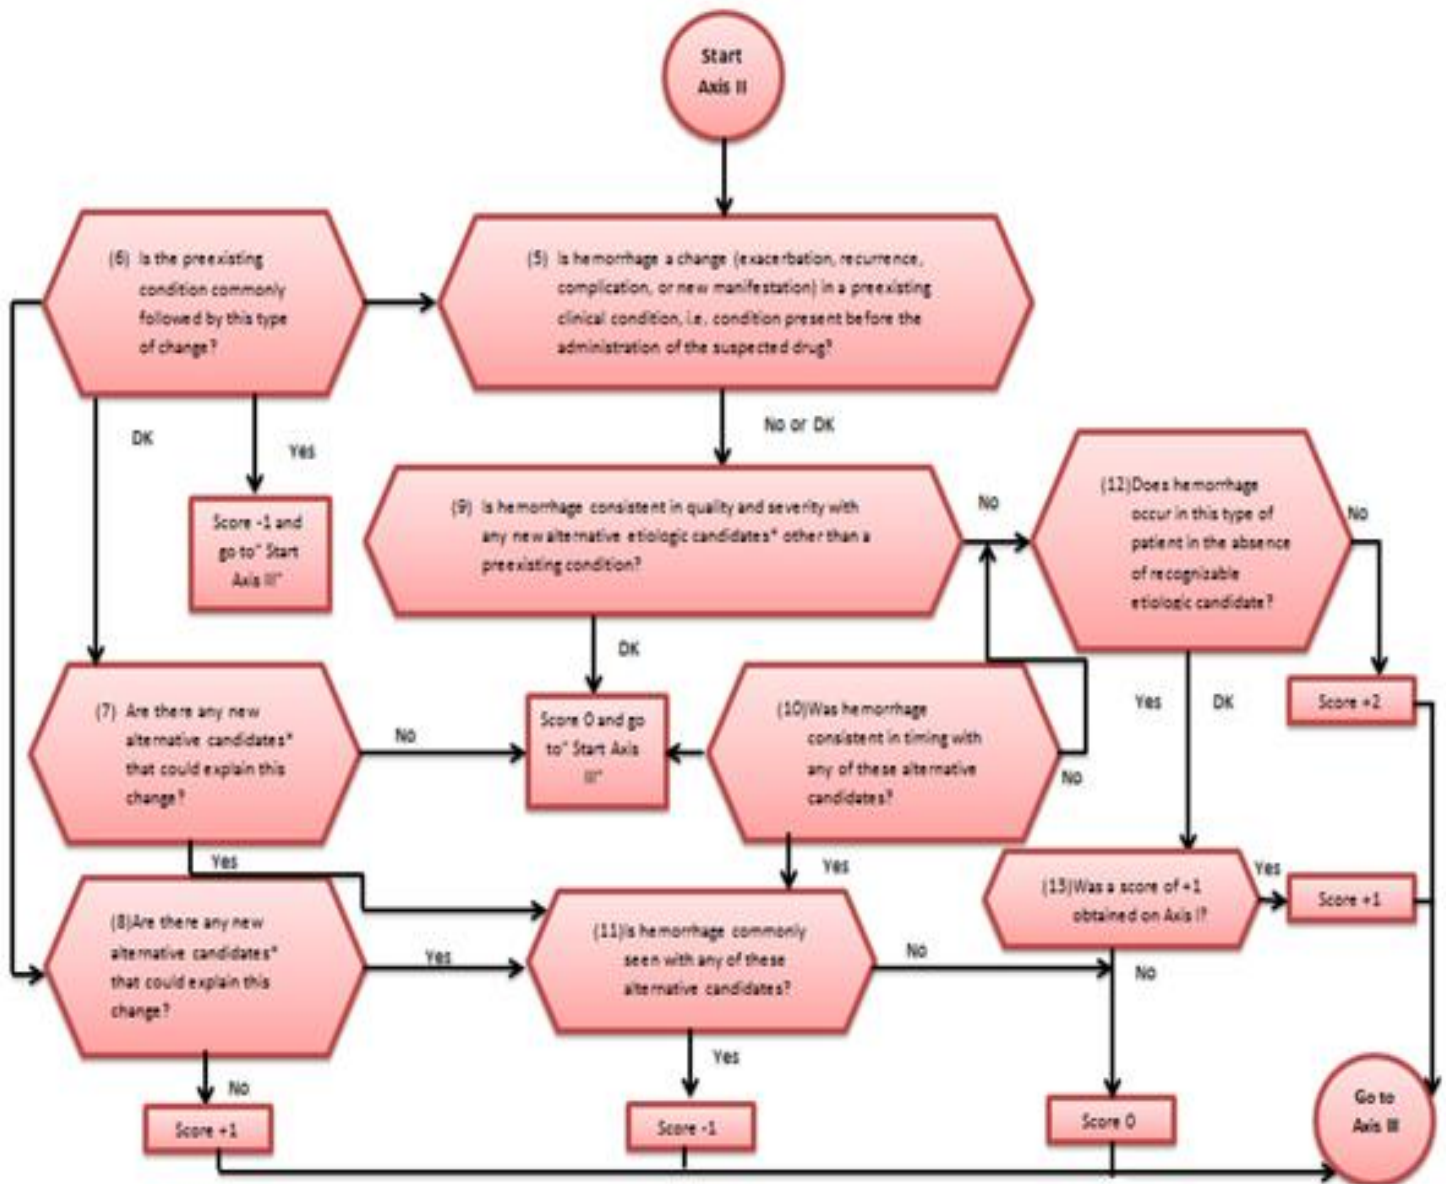 Start
Axis II
(6) Is the preexisting
condition commonly
followed by this type
of change?
(5) Is hemorrhage a change (exacerbation, recurrence,
complication, or new manifestation) in a preexisting
clinical condition, i.e. condition present before the
administration of the suspected drug?
DK
Yes
No or DK
Score -1 and
go to" Start
Axis III"
(9) Is hemorrhage consistent in quality and severity with
any new alternative etiologic candidates* other than a
preexisting condition?
No
(12)Does hemorrhage
occur in this type of
patient in the absence
of recognizable
etiologic candidate?
No
DK
(7) Are there any new
alternative candidates*
that could explain this
change?
No
Score 0 and go
to" Start Axis
III"
(10)Was hemorrhage
consistent in timing with
any of these alternative
candidates?
No
Yes
DK
Score +2
Yes
Yes
(8)Are there any new
alternative candidates*
that could explain this
change?
Yes
(11)Is hemorrhage commonly
seen with any of these
alternative candidates?
No
(13)Was a score of +1
obtained on Axis I?
Yes
Score +1
No
No
Yes
Score +1
Score -1
Score 0
Go to
Axis III